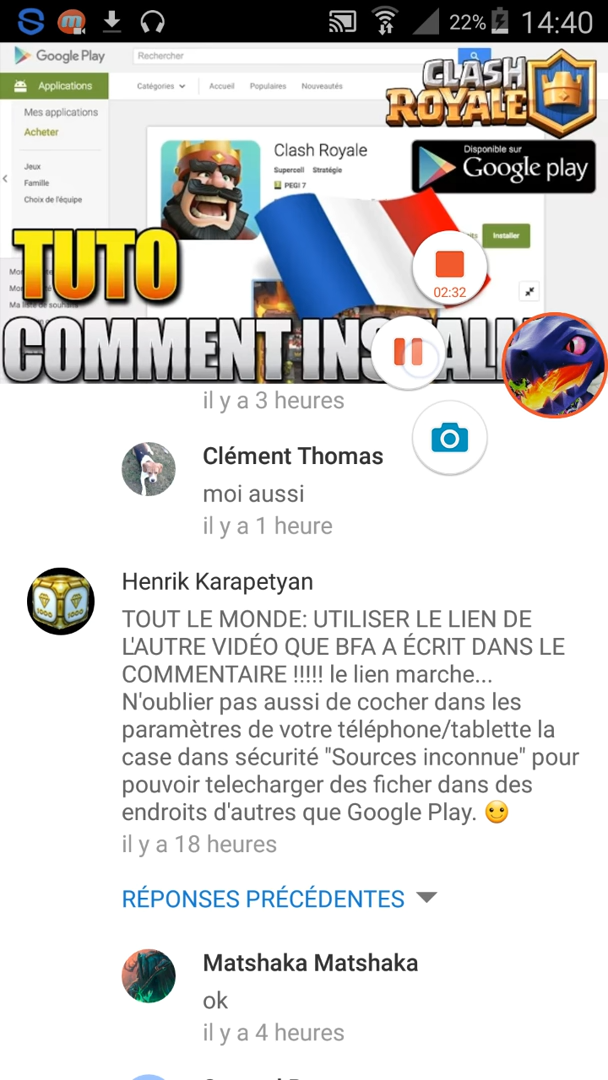 22% 14:40
Google Play
Rechercher
CLASH
ROYALE
Applications
Catégories
Accueil
Populaires
Nouveautés
Mes applications
Acheter
Jeux
Famille
Choix de l'équipe
Clash Royale
Supercell Stratégie
PEGI 7
Disponible sur
Google play
Installer
TUTO
02:32
COMMENT INSTALL
il y a 3 heures
Clément Thomas
moi aussi
il y a 1 heure
Henrik Karapetyan
TOUT LE MONDE: UTILISER LE LIEN DE
L'AUTRE VIDÉO QUE BFA A ÉCRIT DANS LE
COMMENTAIRE !!!!! le lien marche...
N'oublier pas aussi de cocher dans les
paramètres de votre téléphone/tablette la
case dans sécurité "Sources inconnue" pour
pouvoir telecharger des ficher dans des
endroits d'autres que Google Play. 🙂
il y a 18 heures
RÉPONSES PRÉCÉDENTES
Matshaka Matshaka
ok
il y a 4 heures